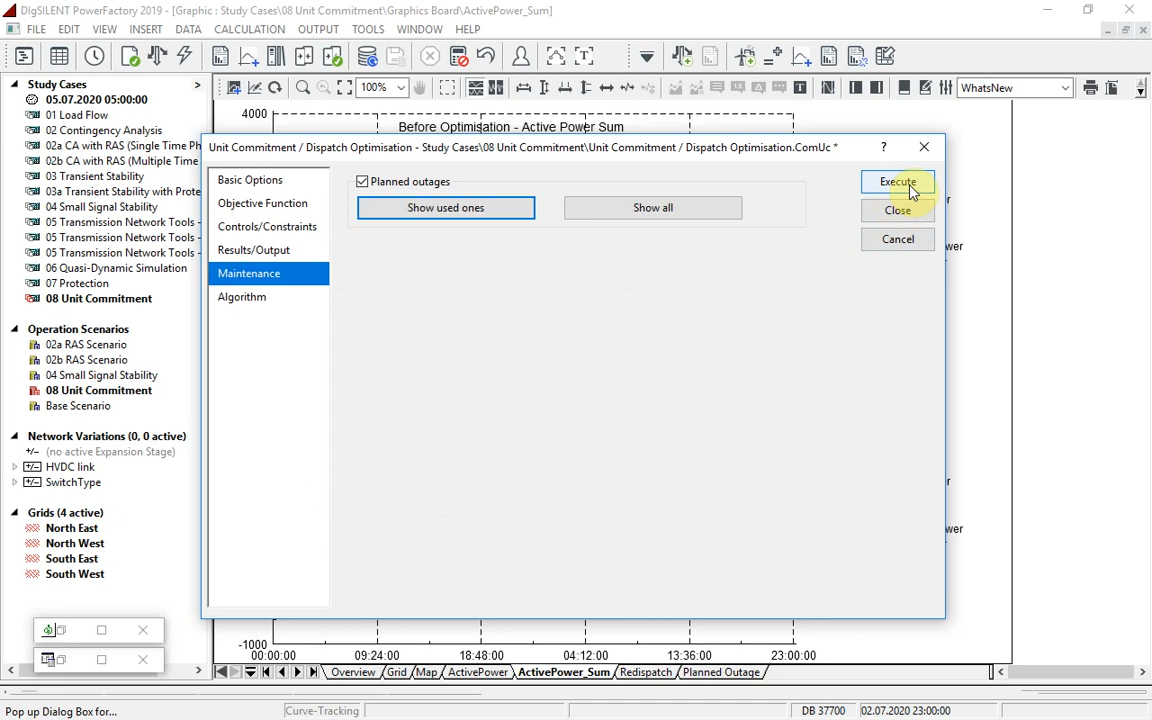 DIgSILENT PowerFactory 2019 - [Graphic : Study Cases\08 Unit Commitment\Graphics Board\ActivePower_Sum]
FILE EDIT VIEW INSERT DATA CALCULATION OUTPUT TOOLS WINDOW HELP
100%
WhatsNew
Study Cases
05.07.2020 05:00:00
01 Load Flow
02 Contingency Analysis
02a CA with RAS (Single Time Ph
02b CA with RAS (Multiple Time
03 Transient Stability
03a Transient Stability with Prote
04 Small Signal Stability
05 Transmission Network Tools -
05 Transmission Network Tools -
05 Transmission Network Tools -
06 Quasi-Dynamic Simulation
07 Protection
08 Unit Commitment
Operation Scenarios
02a RAS Scenario
02b RAS Scenario
04 Small Signal Stability
08 Unit Commitment
Base Scenario
Network Variations (0, 0 active)
(no active Expansion Stage)
HVDC link
SwitchType
Grids (4 active)
North East
North West
South East
South West
4000
Before Optimisation - Active Power Sum
Unit Commitment / Dispatch Optimisation - Study Cases\08 Unit Commitment\Unit Commitment / Dispatch Optimisation.ComUc *
?
Basic Options
Objective Function
Controls/Constraints
Results/Output
Maintenance
Algorithm
Planned outages
Show used ones
Show all
Execute
Close
Cancel
r
wer
r
wer
-1000
00:00:00 09:24:00 18:48:00 04:12:00 13:36:00 23:00:00
Overview Grid Map ActivePower ActivePower_Sum Redispatch Planned Outage
Pop up Dialog Box for...
Curve-Tracking
DB 37700
02.07.2020 23:00:00